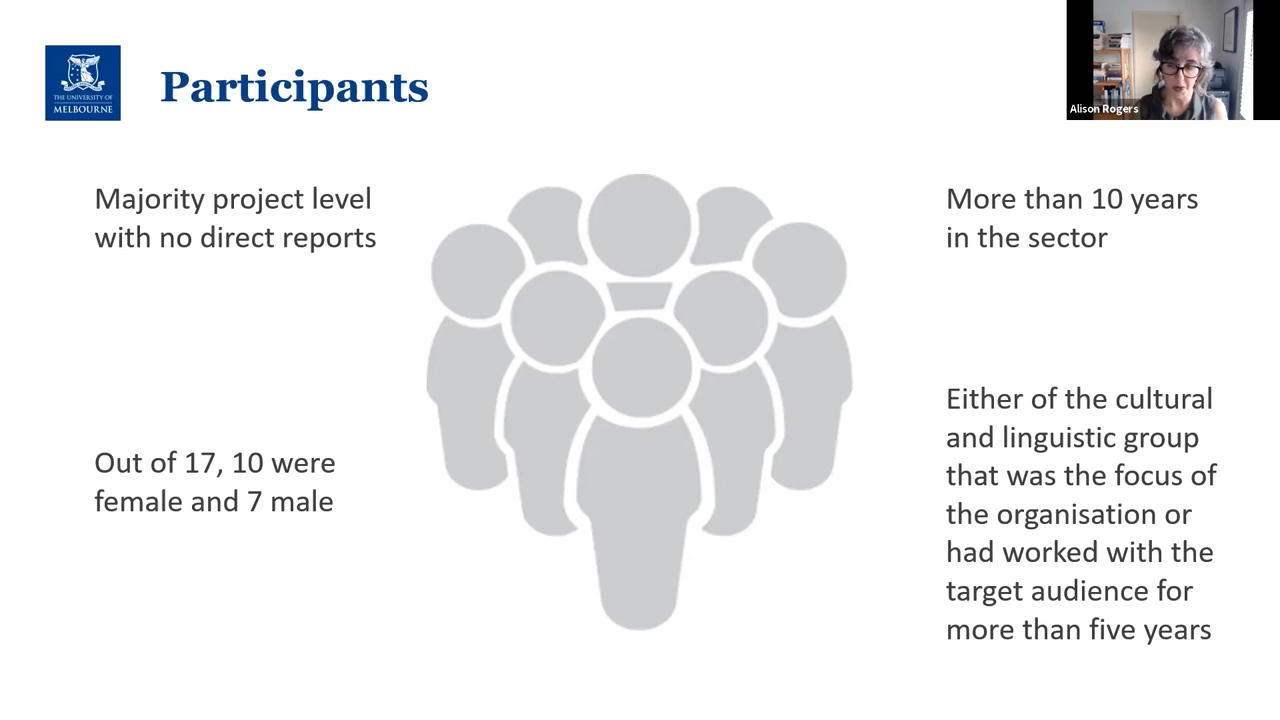 THE UNIVERSITY OF
MELBOURNE
Participants
Alison Rogers
Majority project level
with no direct reports
More than 10 years
in the sector
Out of 17, 10 were
female and 7 male
Either of the cultural
and linguistic group
that was the focus of
the organisation or
had worked with the
target audience for
more than five years